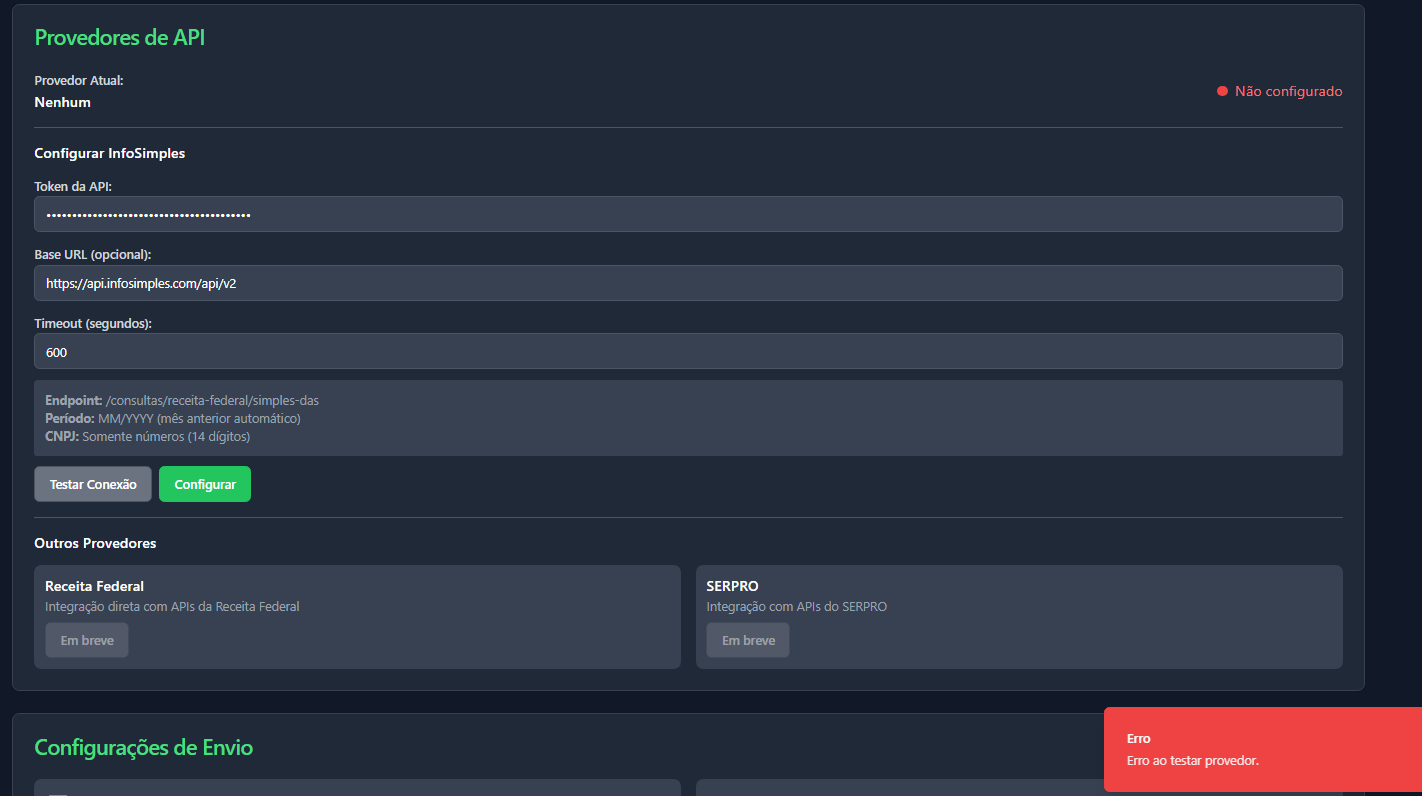 Provedores de API
Provedor Atual:
Nenhum
Não configurado
Configurar InfoSimples
Token da API:
••••••••••••••••••••••••••••••••••••••••
Base URL (opcional):
https://api.infosimples.com/api/v2
Timeout (segundos):
600
Endpoint: /consultas/receita-federal/simples-das
Período: MM/YYYY (mês anterior automático)
CNPJ: Somente números (14 dígitos)
Testar Conexão
Configurar
Outros Provedores
Receita Federal
Integração direta com APIs da Receita Federal
Em breve
SERPRO
Integração com APIs do SERPRO
Em breve
Configurações de Envio
Erro
Erro ao testar provedor.